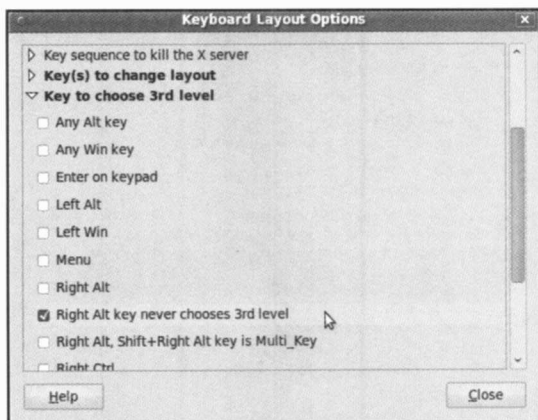 Keyboard Layout Options
Key sequence to kill the X server
Key(s) to change layout
Key to choose 3rd level
Any Alt key
Any Win key
Enter on keypad
Left Alt
Left Win
Menu
Right Alt
Right Alt key never chooses 3rd level
Right Alt, Shift+Right Alt key is Multi_Key
Right Ctrl
Help
Close